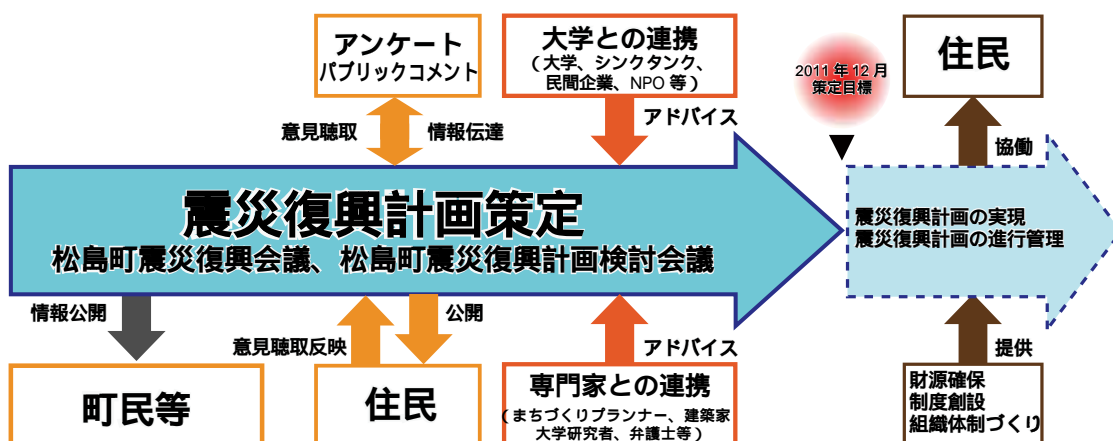 アンケート
パブリックコメント
大学との連携
（大学、シンクタンク、
民間企業、NPO 等）
2011 年 12 月
策定目標
住民
意見聴取
情報伝達
アドバイス
協働
震災復興計画策定
松島町震災復興会議、松島町震災復興計画検討会議
震災復興計画の実現
震災復興計画の進行管理
情報公開
意見聴取反映
公開
アドバイス
提供
町民等
住民
専門家との連携
（まちづくりプランナー、建築家
大学研究者、弁護士等）
財源確保
制度創設
組織体制づくり